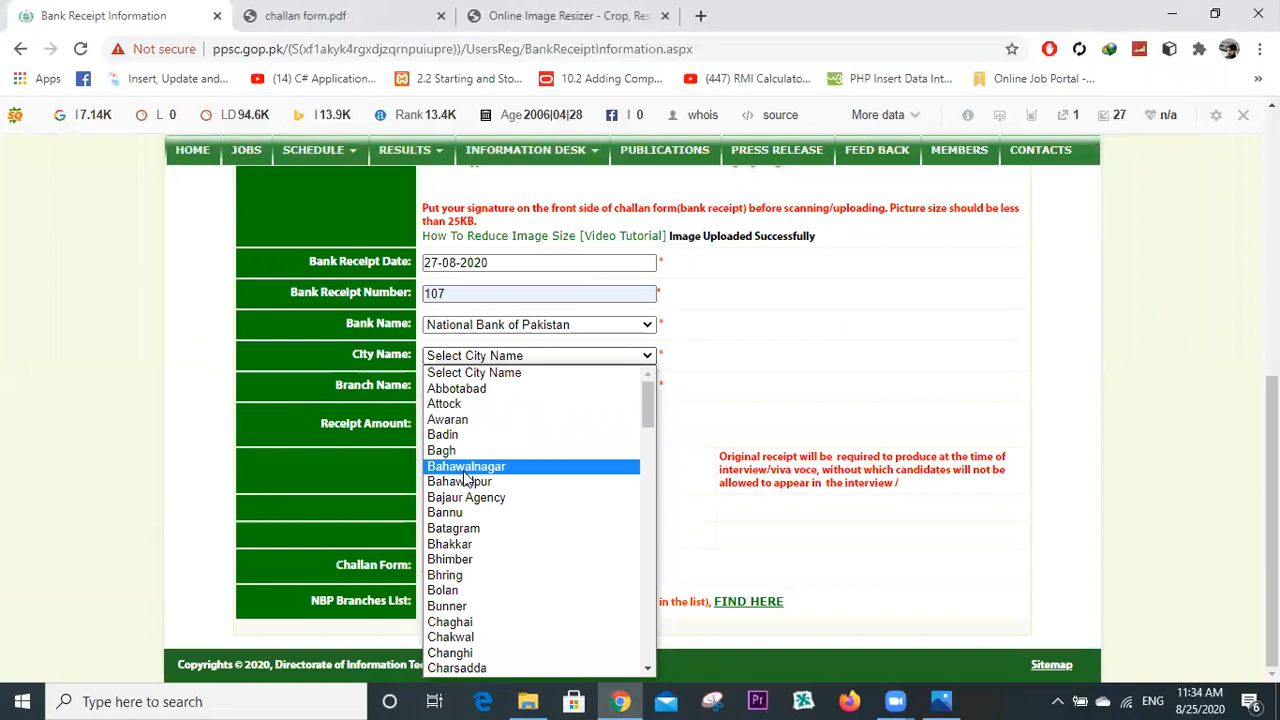 Bank Receipt Information
challan form.pdf
Online Image Resizer - Crop, Res
Not secure
ppsc.gop.pk/(S(xf1akyk4rgxdjzqrnpuiupre))/UsersReg/BankReceiptInformation.aspx
Apps
Insert, Update and...
(14) C# Application...
2.2 Starting and Sto...
10.2 Adding Comp...
(447) RMI Calculato...
PHP Insert Data Int...
Online Job Portal -...
I 7.14K
L 0
LD 94.6K
I 13.9K
Rank 13.4K
Age 2006|04|28
I 0
whois
source
More data
1
27
n/a
HOME
JOBS
SCHEDULE
RESULTS
INFORMATION DESK
PUBLICATIONS
PRESS RELEASE
FEED BACK
MEMBERS
CONTACTS
Put your signature on the front side of challan form(bank receipt) before scanning/uploading. Picture size should be less
than 25KB.
How To Reduce Image Size [Video Tutorial] Image Uploaded Successfully
Bank Receipt Date: 27-08-2020 *
Bank Receipt Number: 107 *
Bank Name: National Bank of Pakistan *
City Name: Select City Name *
Select City Name
Branch Name: *
Abbotabad
Attock
Awaran
Receipt Amount:
Badin
Bagh
Bahawalnagar
Bahawalpur
Bajaur Agency
Bannu
Batagram
Bhakkar
Bhimber
Bhring
Bolan
Bunner
Chaghai
Chakwal
Changhi
Charsadda
Original receipt will be required to produce at the time of
interview/viva voce, without which candidates will not be
allowed to appear in the interview /
Challan Form:
NBP Branches List:
in the list), FIND HERE
Copyrights © 2020, Directorate of Information Te
Sitemap
Type here to search
ENG
11:34 AM
8/25/2020
6